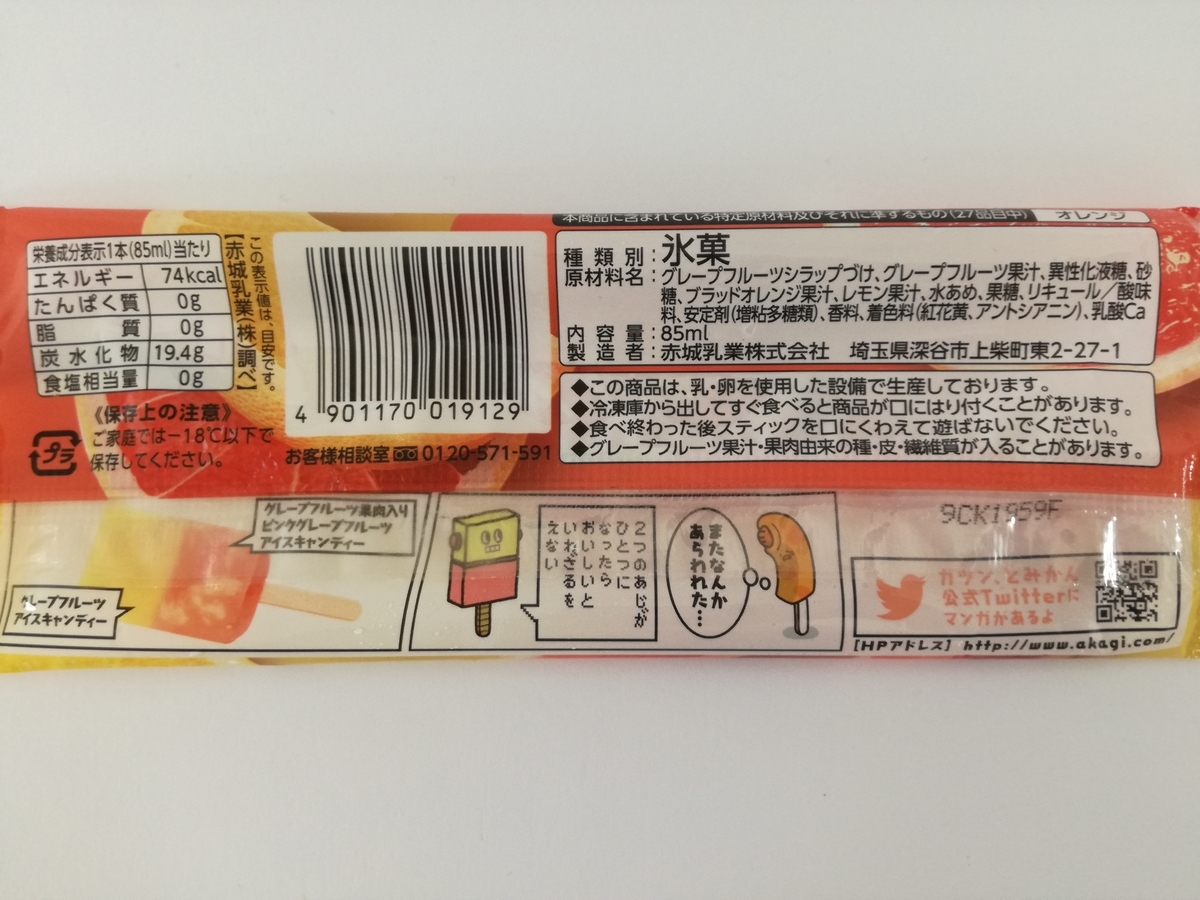 本商品に含まれている特定原材料及びそれに準ずるもの(27品目中) オレンジ
栄養成分表示1本(85ml)当たり
エネルギー 74kcal
たんぱく質 0g
脂質 0g
炭水化物 19.4g
食塩相当量 0g
この表示値は、目安です。
【赤城乳業(株)調べ】
《保存上の注意》
ご家庭では−18℃以下で
保存してください。
プラ
4 901170 019129
お客様相談室 0120-571-591
種類別:氷菓
原材料名:グレープフルーツシラップづけ、グレープフルーツ果汁、異性化液糖、砂
糖、ブラッドオレンジ果汁、レモン果汁、水あめ、果糖、リキュール/酸味
料、安定剤(増粘多糖類)、香料、着色料(紅花黄、アントシアニン)、乳酸Ca
内容量:85ml
製造者:赤城乳業株式会社 埼玉県深谷市上柴町東2-27-1
◆この商品は、乳・卵を使用した設備で生産しております。
◆冷凍庫から出してすぐ食べると商品が口にはり付くことがあります。
◆食べ終わった後スティックを口にくわえて遊ばないでください。
◆グレープフルーツ果汁・果肉由来の種・皮・繊維質が入ることがあります。
グレープフルーツ果肉入り
ピンクグレープフルーツ
アイスキャンディー
グレープフルーツ
アイスキャンディー
2つのあじが
ひとつに
なったら
おいしいと
いわざるを
えない
またなんか
あらわれた…
9CK1959F
ガツン、とみかん
公式Twitterに
マンガがあるよ
[HPアドレス] http://www.akagi.com/